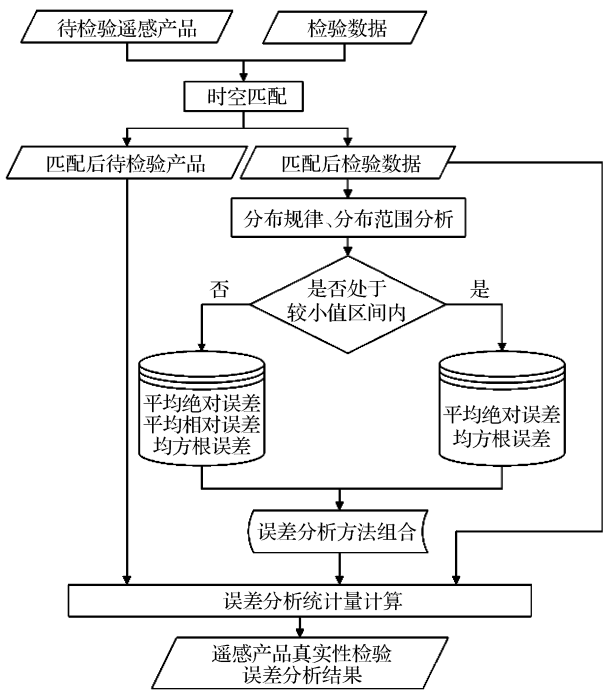 待检验遥感产品
检验数据
时空匹配
匹配后待检验产品
匹配后检验数据
分布规律、分布范围分析
否
是否处于
较小值区间内
是
平均绝对误差
平均相对误差
均方根误差
平均绝对误差
均方根误差
误差分析方法组合
误差分析统计量计算
遥感产品真实性检验
误差分析结果